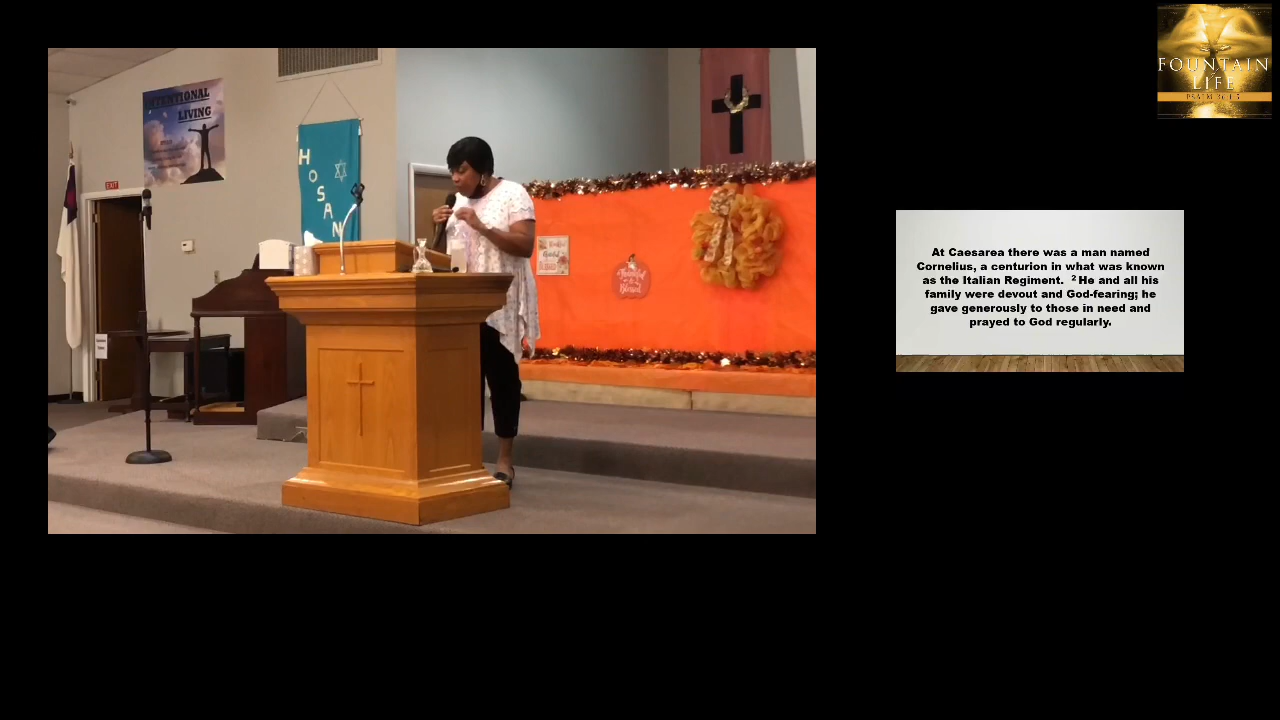 FOUNTAIN
LIFE
TENTIONAL
LIVING
HOSAN
EXIT
Thankful
Blessed
At Caesarea there was a man named
Cornelius, a centurion in what was known
as the Italian Regiment. 2 He and all his
family were devout and God-fearing; he
gave generously to those in need and
prayed to God regularly.